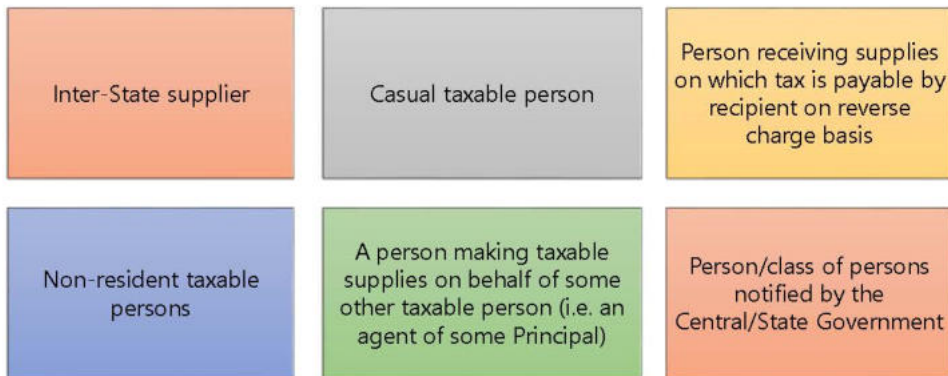 Inter-State supplier
Casual taxable person
Person receiving supplies
on which tax is payable by
recipient on reverse
charge basis
Non-resident taxable
persons
A person making taxable
supplies on behalf of some
other taxable person (i.e. an
agent of some Principal)
Person/class of persons
notified by the
Central/State Government